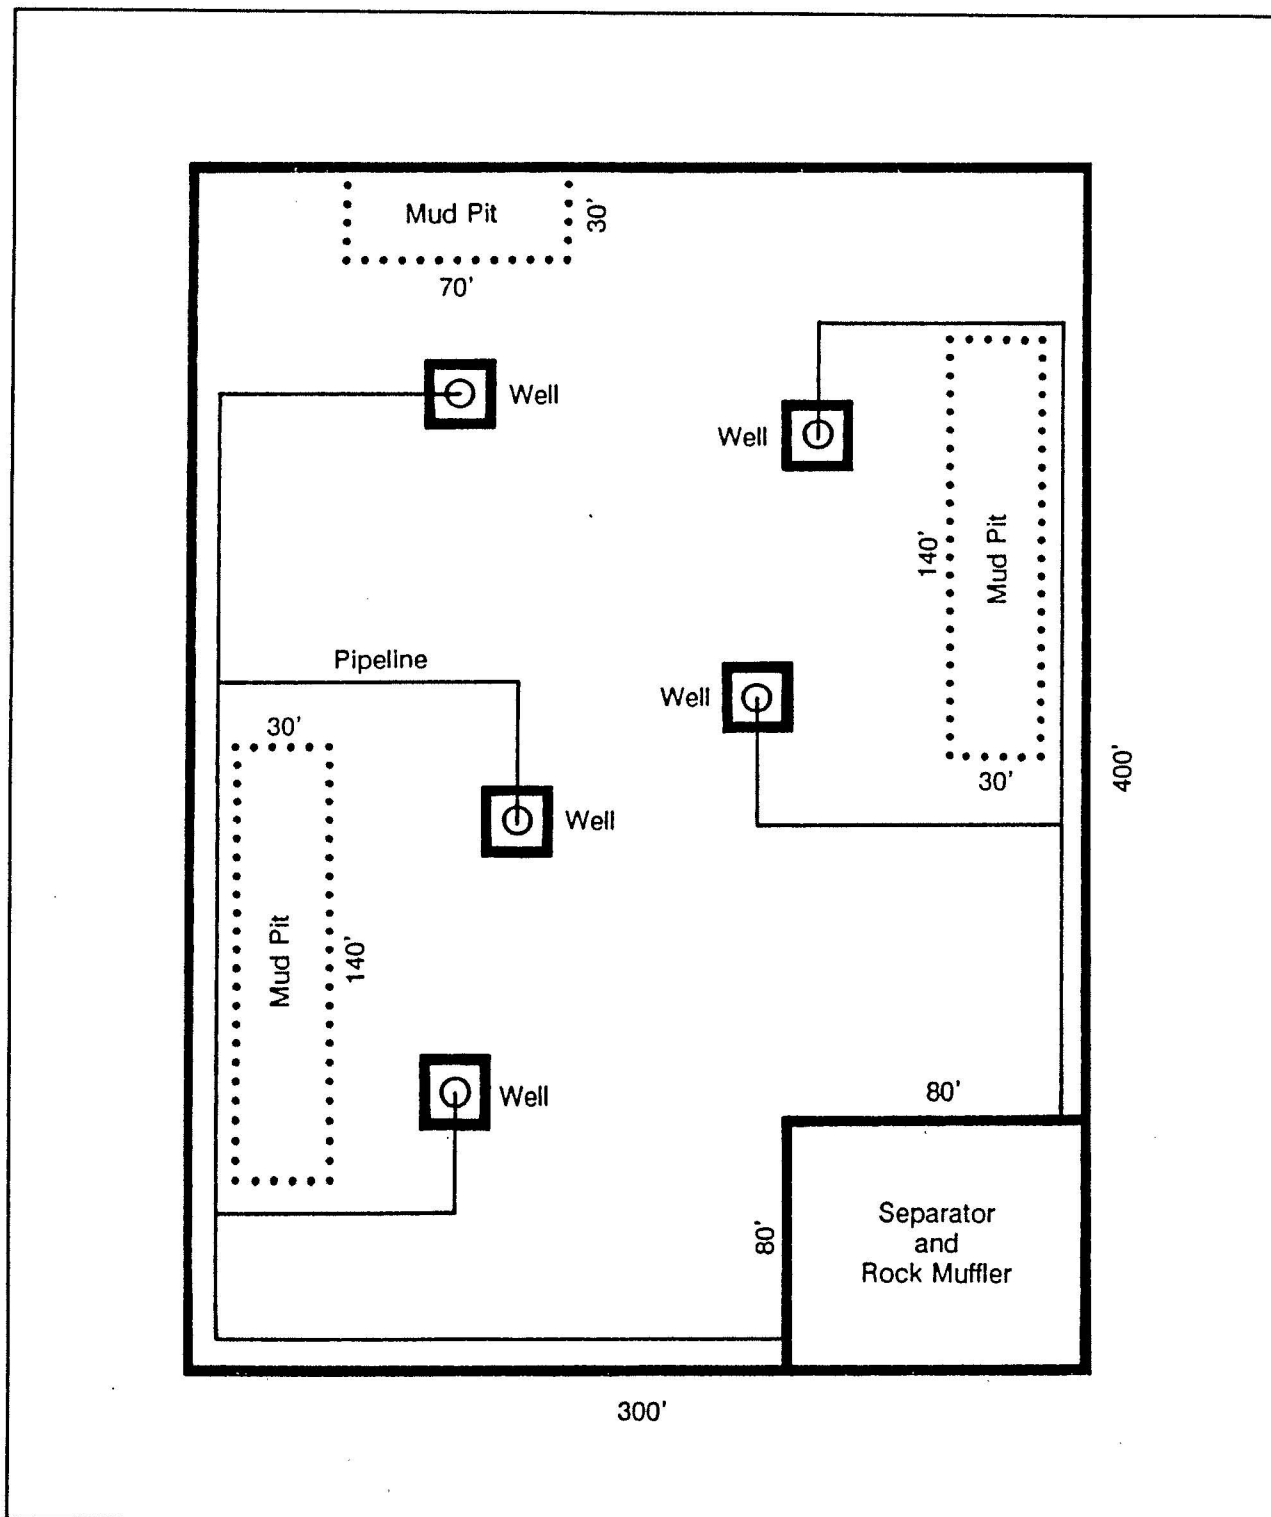 Mud Pit
30'
70'
Well
Well
140'
Mud Pit
Pipeline
Well
30'
30'
400'
Well
Mud Pit
140'
Well
80'
80'
Separator
and
Rock Muffler
300'